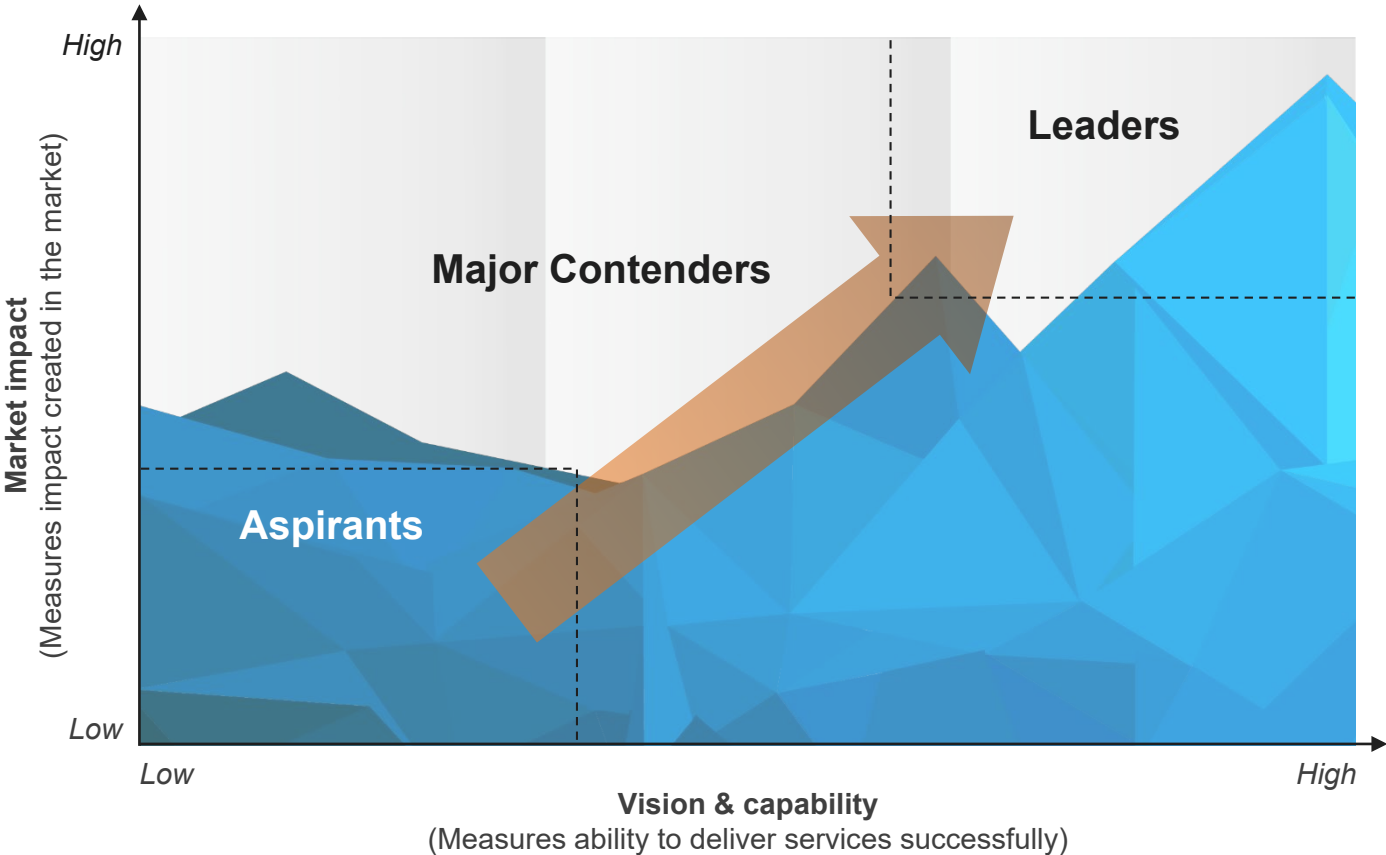 High
Market impact
(Measures impact created in the market)
Leaders
Major Contenders
Aspirants
Low
Low
High
Vision & capability
(Measures ability to deliver services successfully)